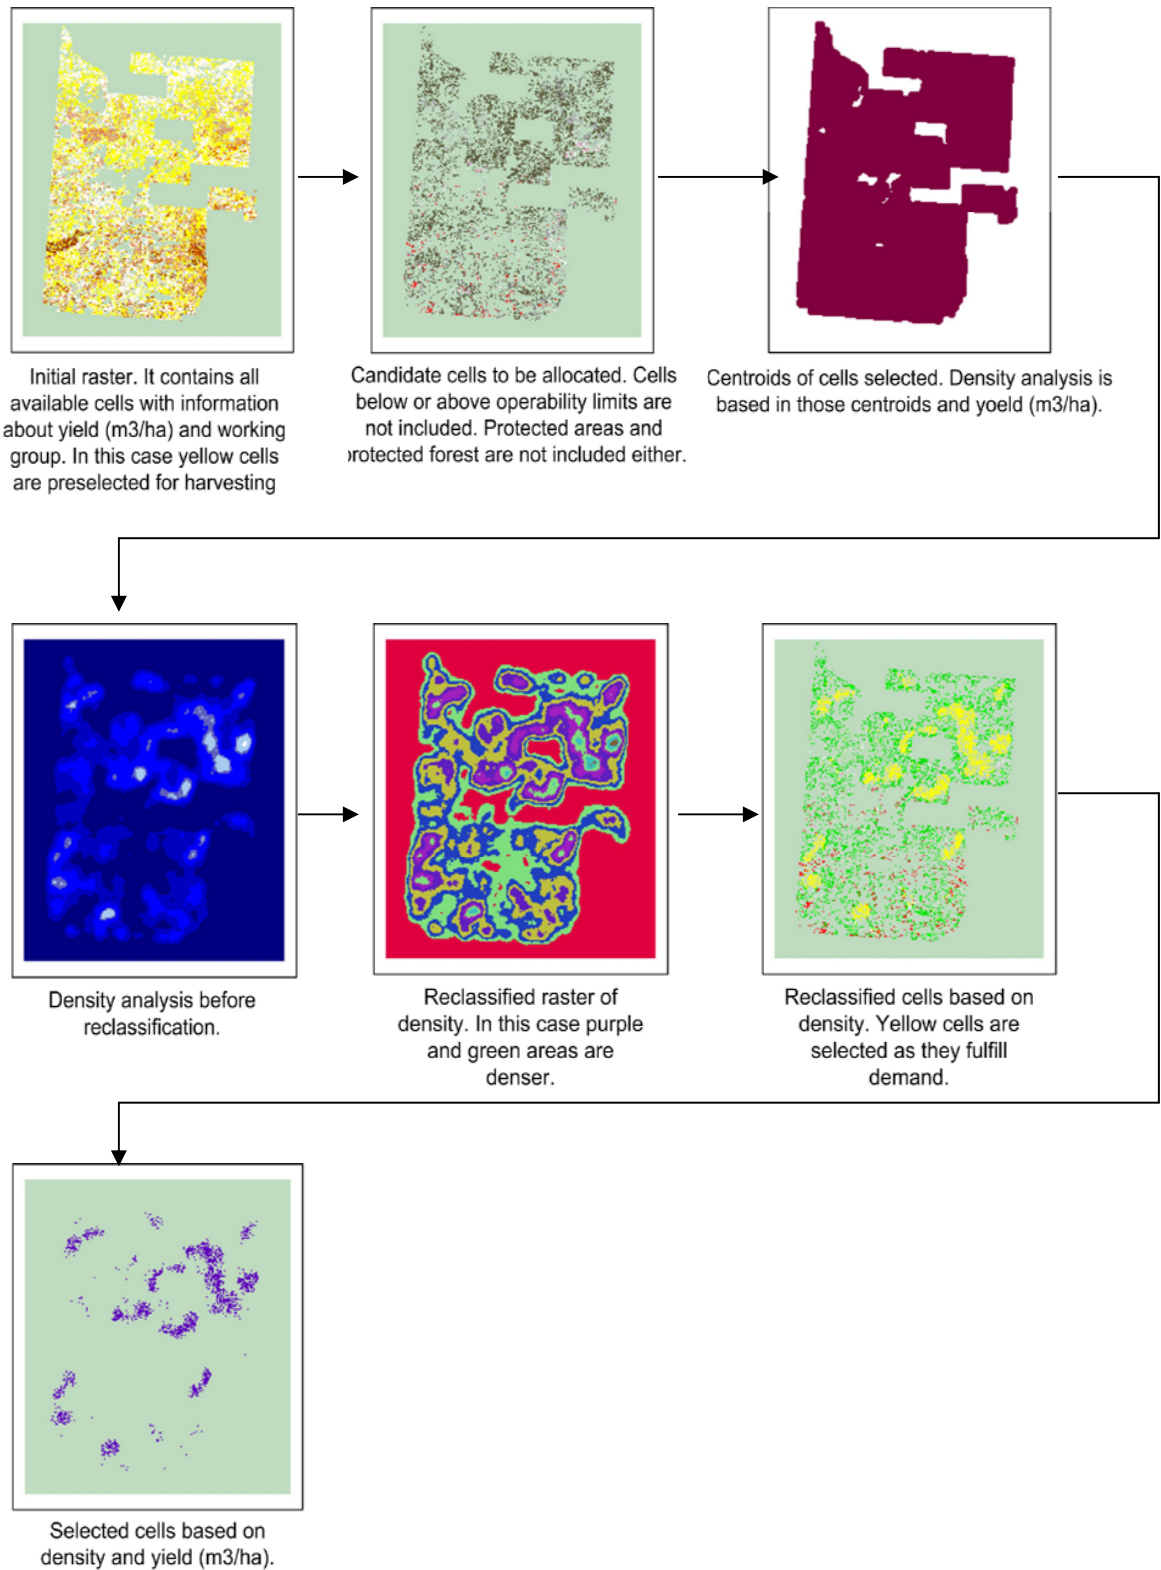 Initial raster. It contains all
available cells with information
about yield (m3/ha) and working
group. In this case yellow cells
are preselected for harvesting
Candidate cells to be allocated. Cells
below or above operability limits are
not included. Protected areas and
protected forest are not included either.
Centroids of cells selected. Density analysis is
based in those centroids and yoeld (m3/ha).
Density analysis before
reclassification.
Reclassified raster of
density. In this case purple
and green areas are
denser.
Reclassified cells based on
density. Yellow cells are
selected as they fulfill
demand.
Selected cells based on
density and yield (m3/ha).